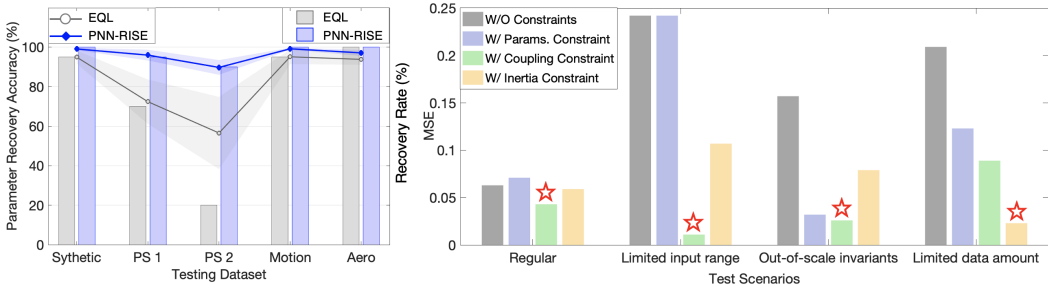 EQL
PNN-RISE
EQL
PNN-RISE
Parameter Recovery Accuracy (%)
100
80
60
40
20
0
Sythetic
PS 1
PS 2
Motion
Aero
Testing Dataset
Recovery Rate (%)
W/O Constraints
W/ Params. Constraint
W/ Coupling Constraint
W/ Inertia Constraint
MSE
0.25
0.2
0.15
0.1
0.05
0
Regular
Limited input range
Out-of-scale invariants
Limited data amount
Test Scenarios